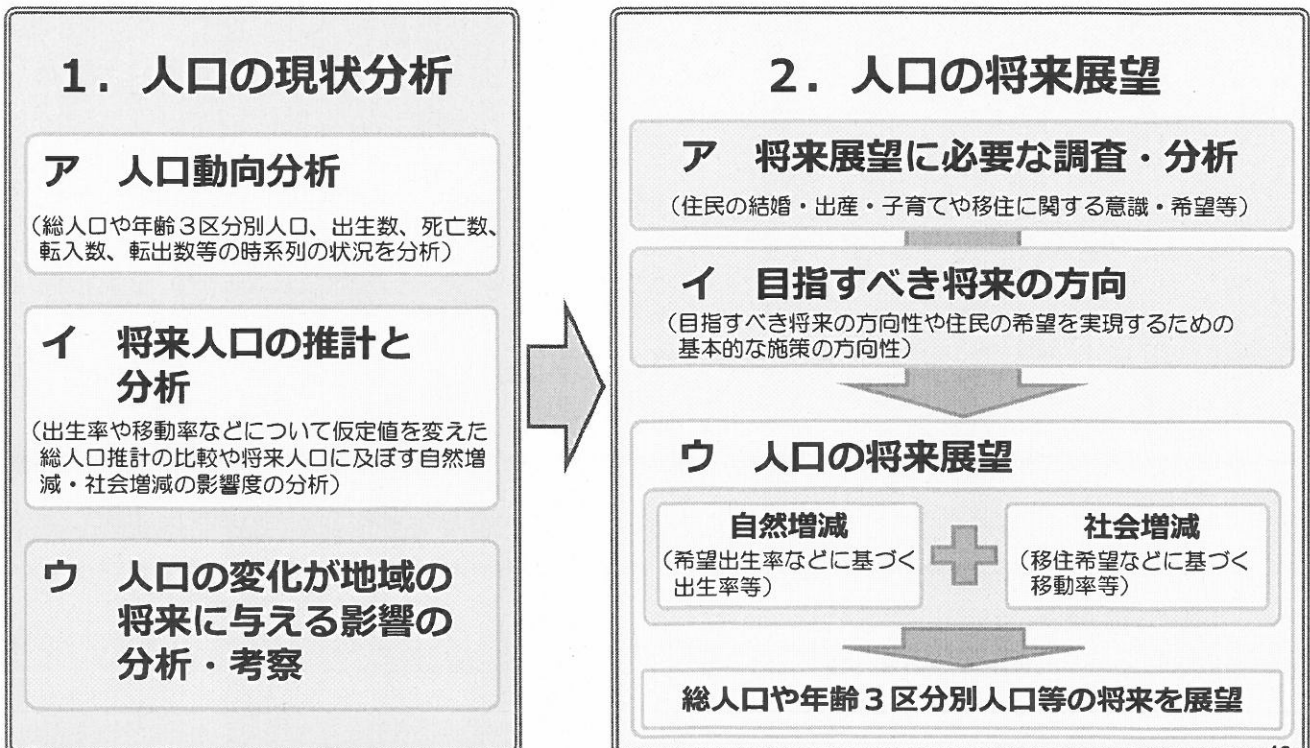 1．人口の現状分析
ア　人口動向分析
（総人口や年齢３区分別人口、出生数、死亡数、
転入数、転出数等の時系列の状況を分析）
イ　将来人口の推計と
分析
（出生率や移動率などについて仮定値を変えた
総人口推計の比較や将来人口に及ぼす自然増
減・社会増減の影響度の分析）
ウ　人口の変化が地域の
将来に与える影響の
分析・考察
2．人口の将来展望
ア　将来展望に必要な調査・分析
（住民の結婚・出産・子育てや移住に関する意識・希望等）
イ　目指すべき将来の方向
（目指すべき将来の方向性や住民の希望を実現するための
基本的な施策の方向性）
ウ　人口の将来展望
自然増減
（希望出生率などに基づく
出生率等）
社会増減
（移住希望などに基づく
移動率等）
総人口や年齢３区分別人口等の将来を展望